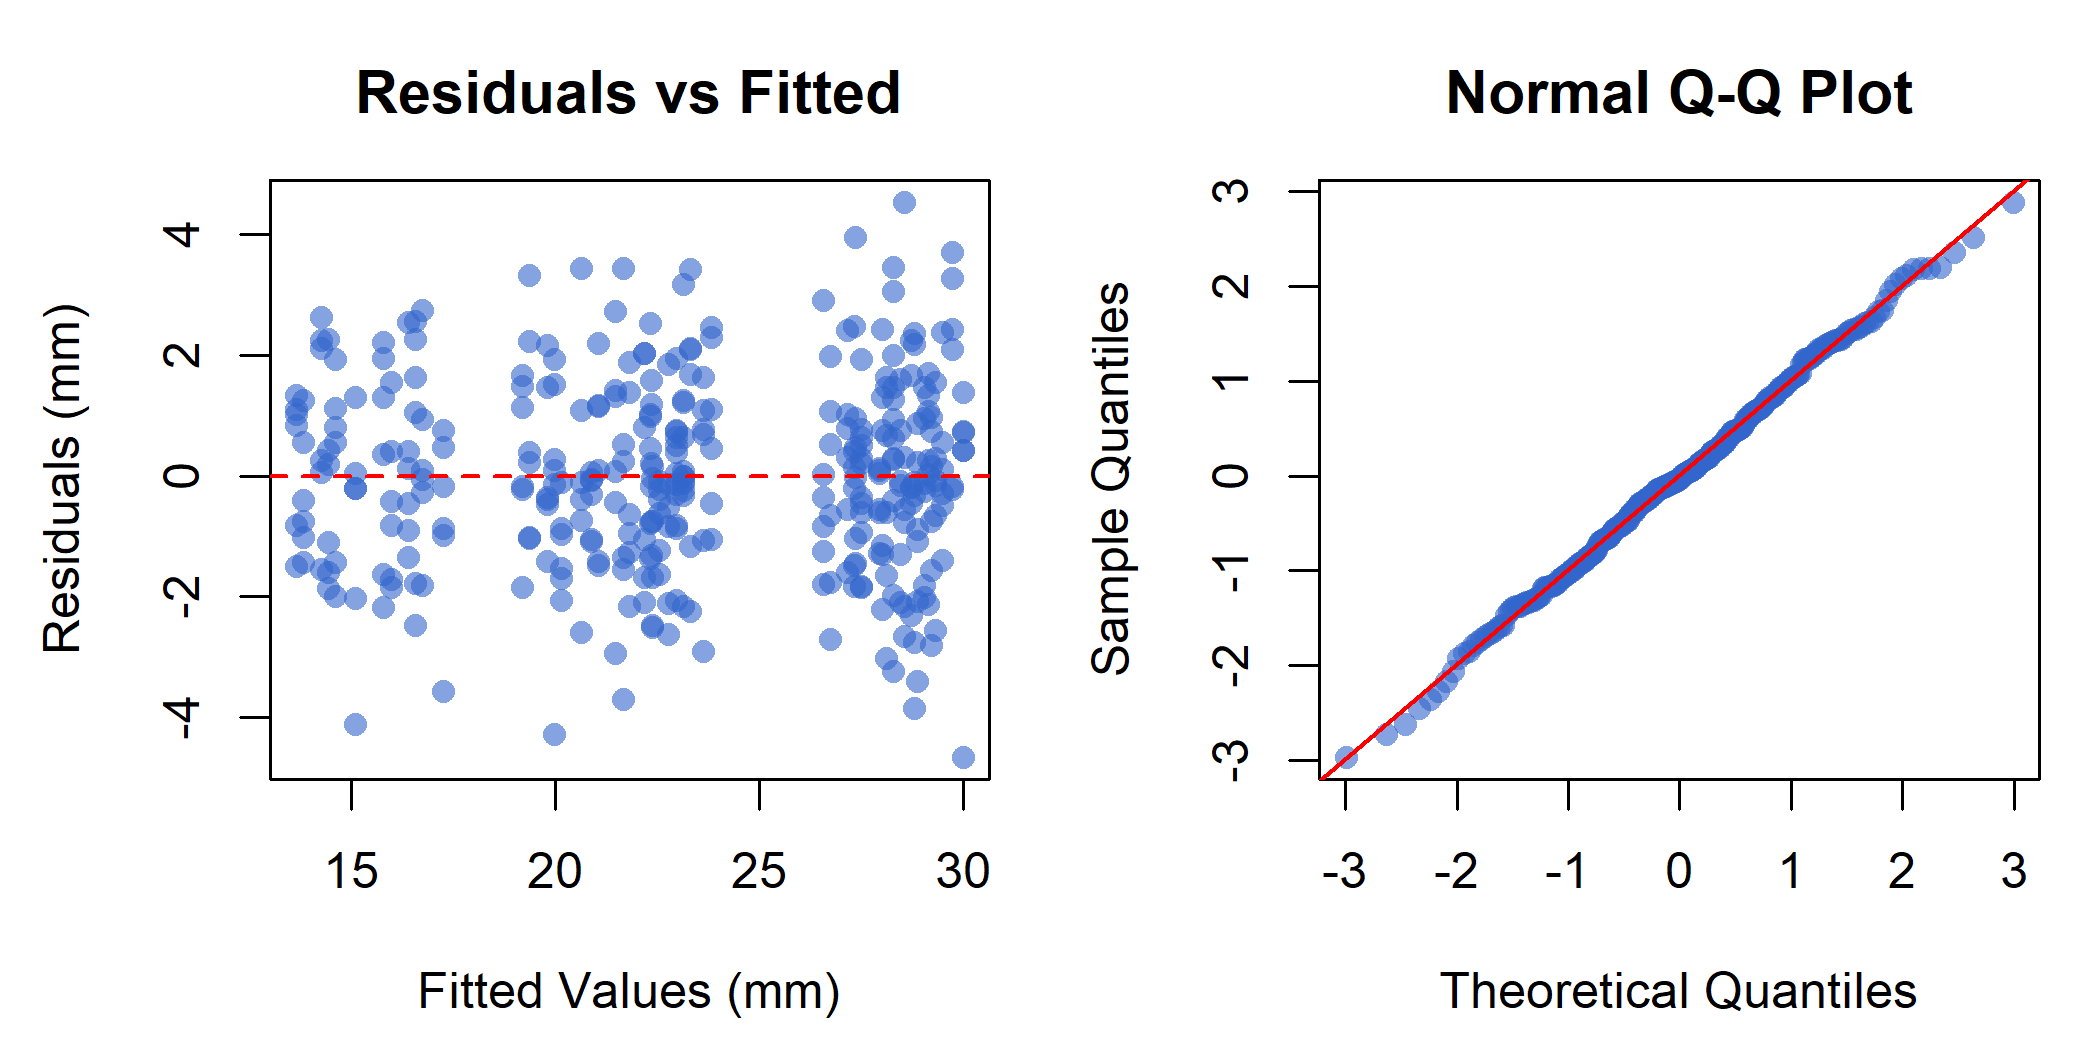 Residuals vs Fitted
Residuals (mm)
4
2
0
-2
-4
15 20 25 30
Fitted Values (mm)
Normal Q-Q Plot
Sample Quantiles
3
2
1
0
-1
-2
-3
-3 -2 -1 0 1 2 3
Theoretical Quantiles